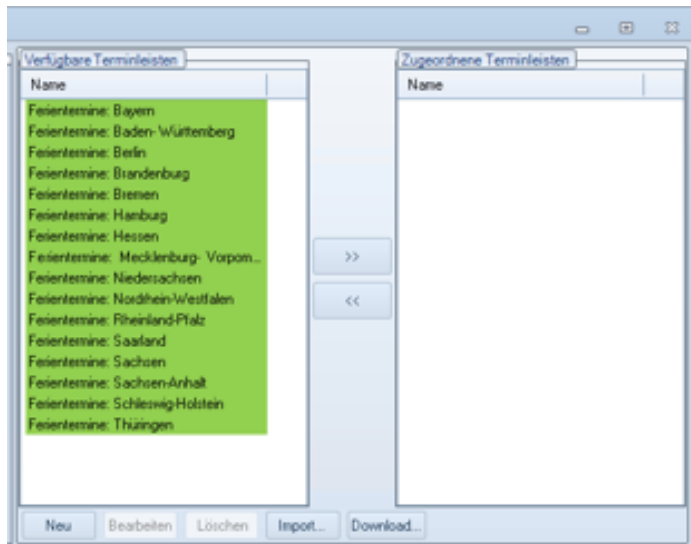 Verfügbare Terminleisten
Name
Ferientermine: Bayern
Ferientermine: Baden- Württemberg
Ferientermine: Berlin
Ferientermine: Brandenburg
Ferientermine: Bremen
Ferientermine: Hamburg
Ferientermine: Hessen
Ferientermine: Mecklenburg- Vorpom...
Ferientermine: Niedersachsen
Ferientermine: Nordrhein-Westfalen
Ferientermine: Rheinland-Pfalz
Ferientermine: Saarland
Ferientermine: Sachsen
Ferientermine: Sachsen-Anhalt
Ferientermine: Schleswig-Holstein
Ferientermine: Thüringen
>>
<<
Zugeordnene Terminleisten
Name
Neu Bearbeiten Löschen Import... Download...